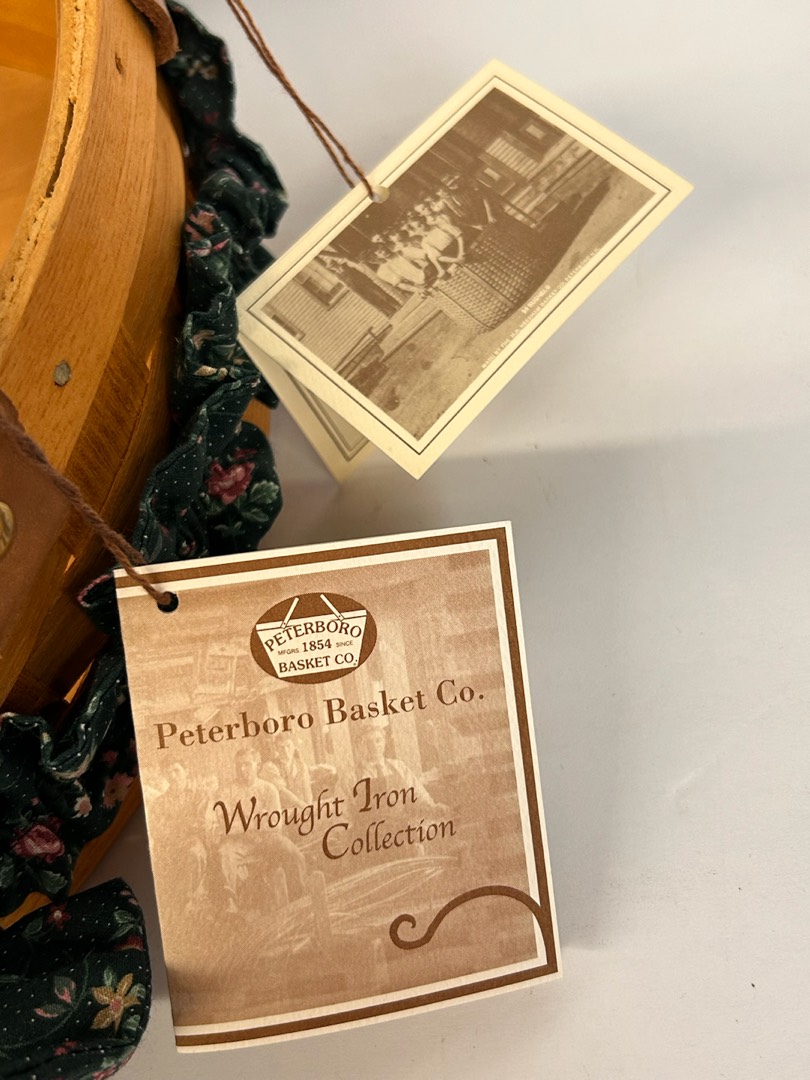 PETERBORO
MFGRS. 1854 SINCE
BASKET CO.
Peterboro Basket Co.
Wrought Iron
Collection